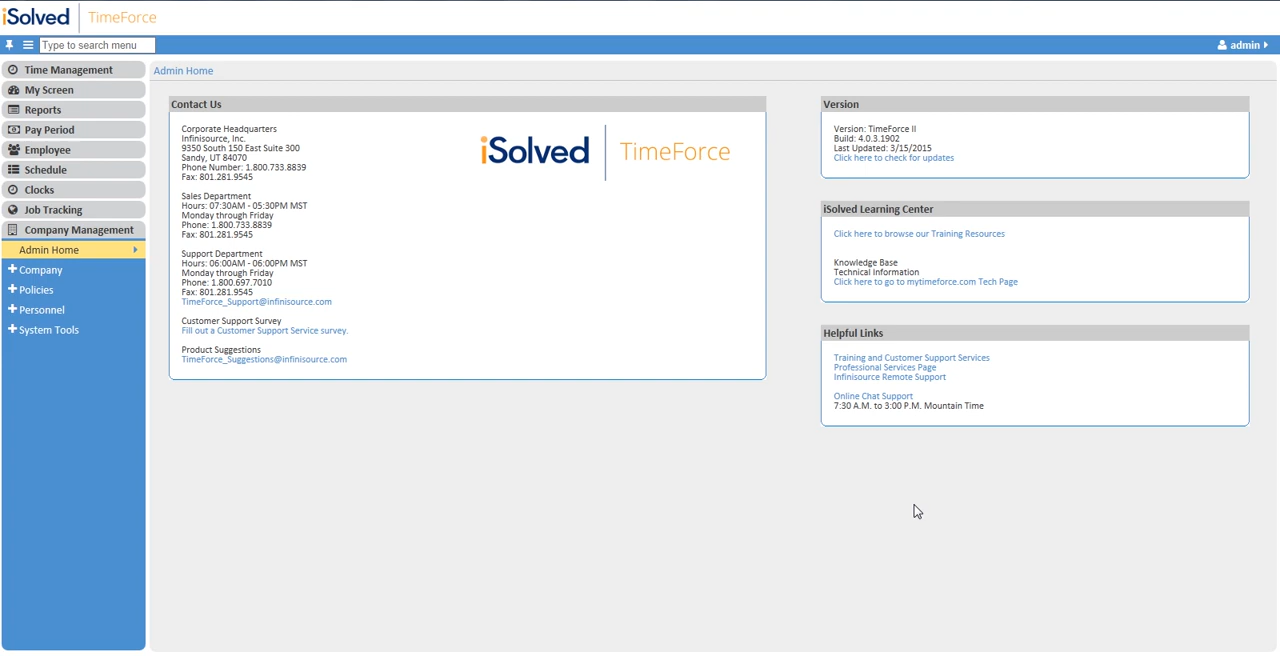 iSolved TimeForce
Type to search menu
admin
Time Management
My Screen
Reports
Pay Period
Employee
Schedule
Clocks
Job Tracking
Company Management
Admin Home
Company
Policies
Personnel
System Tools
Admin Home
Contact Us
Corporate Headquarters
Infinisource, Inc.
9350 South 150 East Suite 300
Sandy, UT 84070
Phone Number: 1.800.733.8839
Fax: 801.281.9545
Sales Department
Hours: 07:30AM - 05:30PM MST
Monday through Friday
Phone: 1.800.733.8839
Fax: 801.281.9545
Support Department
Hours: 06:00AM - 06:00PM MST
Monday through Friday
Phone: 1.800.697.7010
Fax: 801.281.9545
TimeForce_Support@infinisource.com
Customer Support Survey
Fill out a Customer Support Service survey.
Product Suggestions
TimeForce_Suggestions@infinisource.com
iSolved TimeForce
Version
Version: TimeForce II
Build: 4.0.3.1902
Last Updated: 3/15/2015
Click here to check for updates
iSolved Learning Center
Click here to browse our Training Resources
Knowledge Base
Technical Information
Click here to go to mytimeforce.com Tech Page
Helpful Links
Training and Customer Support Services
Professional Services Page
Infinisource Remote Support
Online Chat Support
7:30 A.M. to 3:00 P.M. Mountain Time